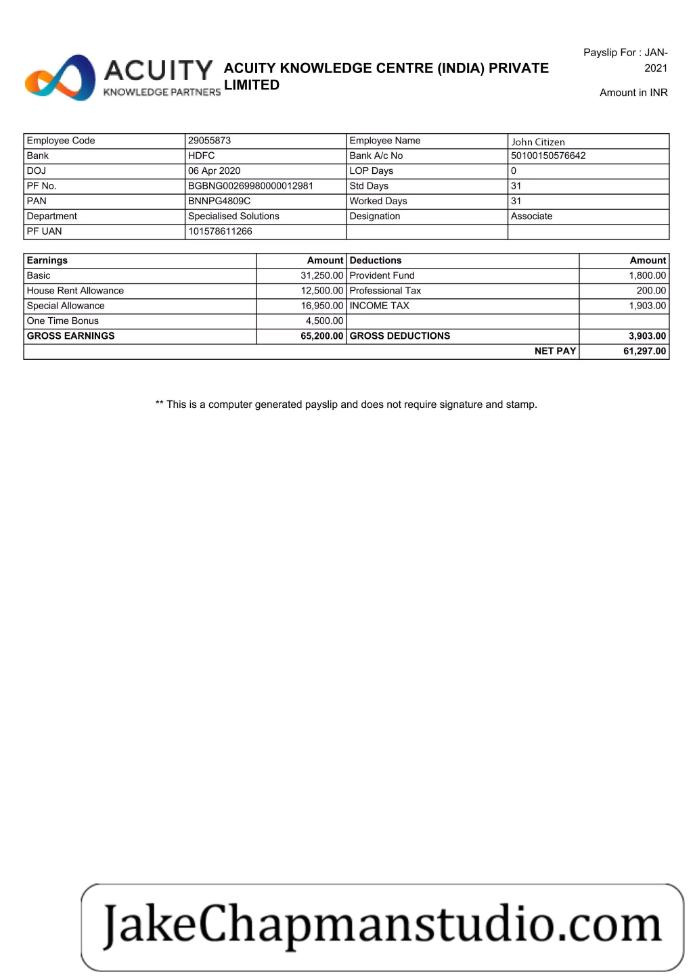 Payslip For : JAN-
2021
Amount in INR
ACUITY
KNOWLEDGE PARTNERS
ACUITY KNOWLEDGE CENTRE (INDIA) PRIVATE
LIMITED
Employee Code 29055873 Employee Name John Citizen
Bank HDFC Bank A/c No 50100150576642
DOJ 06 Apr 2020 LOP Days 0
PF No. BGBNG00269980000012981 Std Days 31
PAN BNNPG4809C Worked Days 31
Department Specialised Solutions Designation Associate
PF UAN 101578611266
Earnings Amount Deductions Amount
Basic 31,250.00 Provident Fund 1,800.00
House Rent Allowance 12,500.00 Professional Tax 200.00
Special Allowance 16,950.00 INCOME TAX 1,903.00
One Time Bonus 4,500.00
GROSS EARNINGS 65,200.00 GROSS DEDUCTIONS 3,903.00
NET PAY 61,297.00
** This is a computer generated payslip and does not require signature and stamp.
JakeChapmanstudio.com